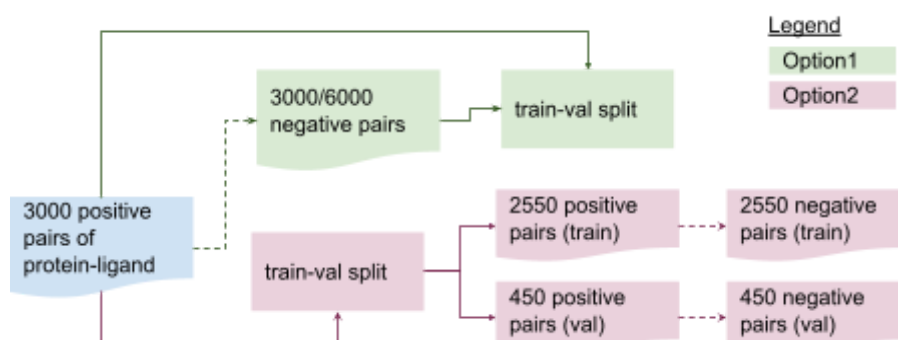 Legend
Option1
Option2
3000/6000
negative pairs
train-val split
3000 positive
pairs of
protein-ligand
train-val split
2550 positive
pairs (train)
2550 negative
pairs (train)
450 positive
pairs (val)
450 negative
pairs (val)